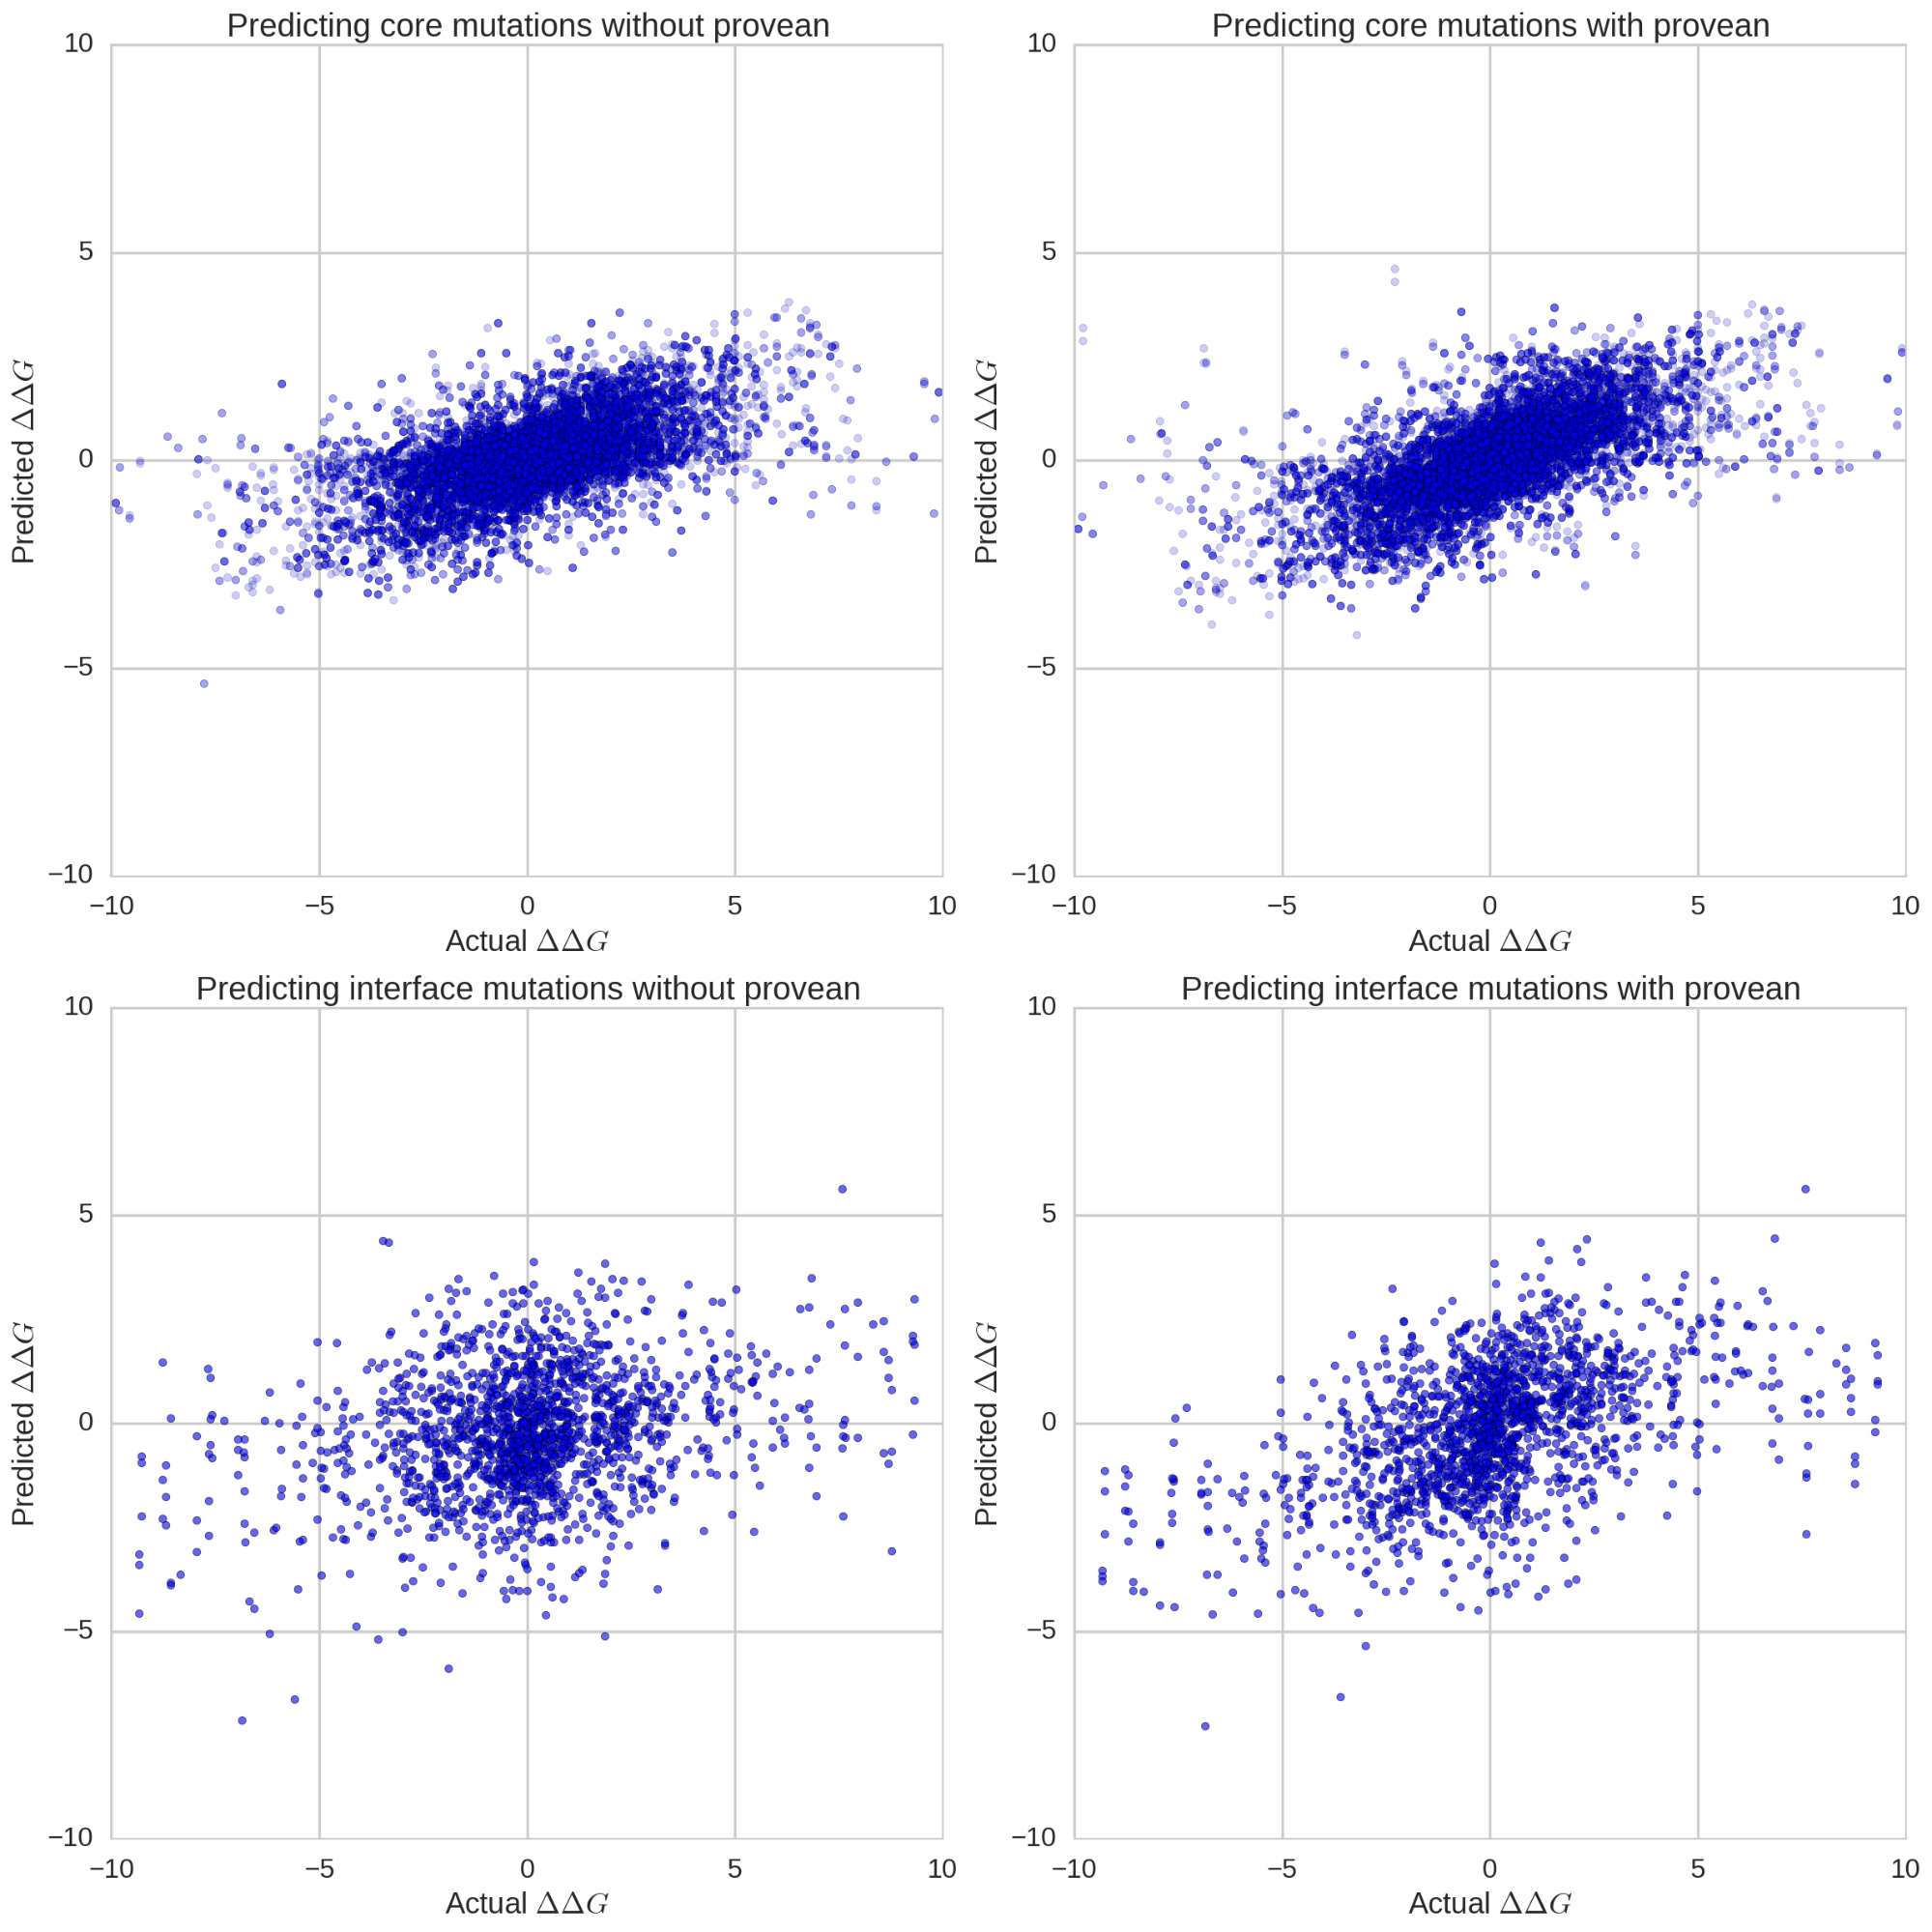 Predicting core mutations without provean
10
5
0
−5
−10
Predicted ΔΔG
−10 −5 0 5 10
Actual ΔΔG
Predicting core mutations with provean
10
5
0
−5
−10
Predicted ΔΔG
−10 −5 0 5 10
Actual ΔΔG
Predicting interface mutations without provean
10
5
0
−5
−10
Predicted ΔΔG
−10 −5 0 5 10
Actual ΔΔG
Predicting interface mutations with provean
10
5
0
−5
−10
Predicted ΔΔG
−10 −5 0 5 10
Actual ΔΔG